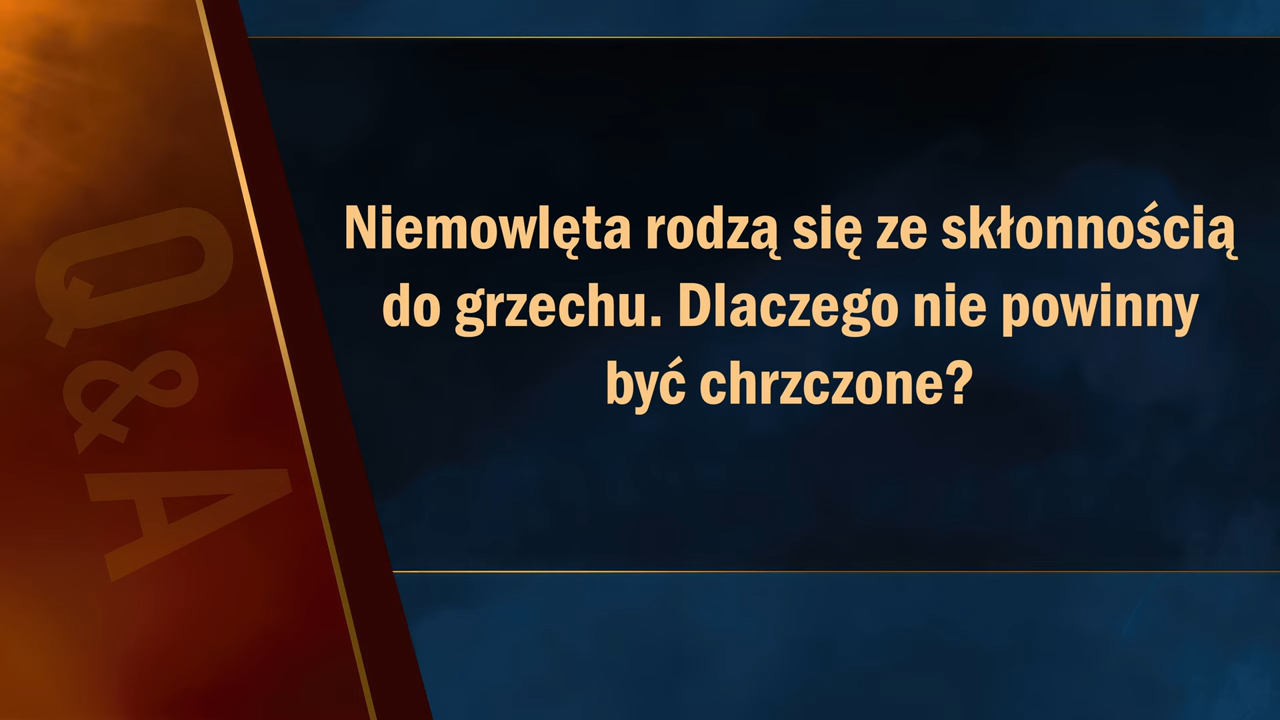 Q&A
Niemowlęta rodzą się ze skłonnością
do grzechu. Dlaczego nie powinny
być chrzczone?